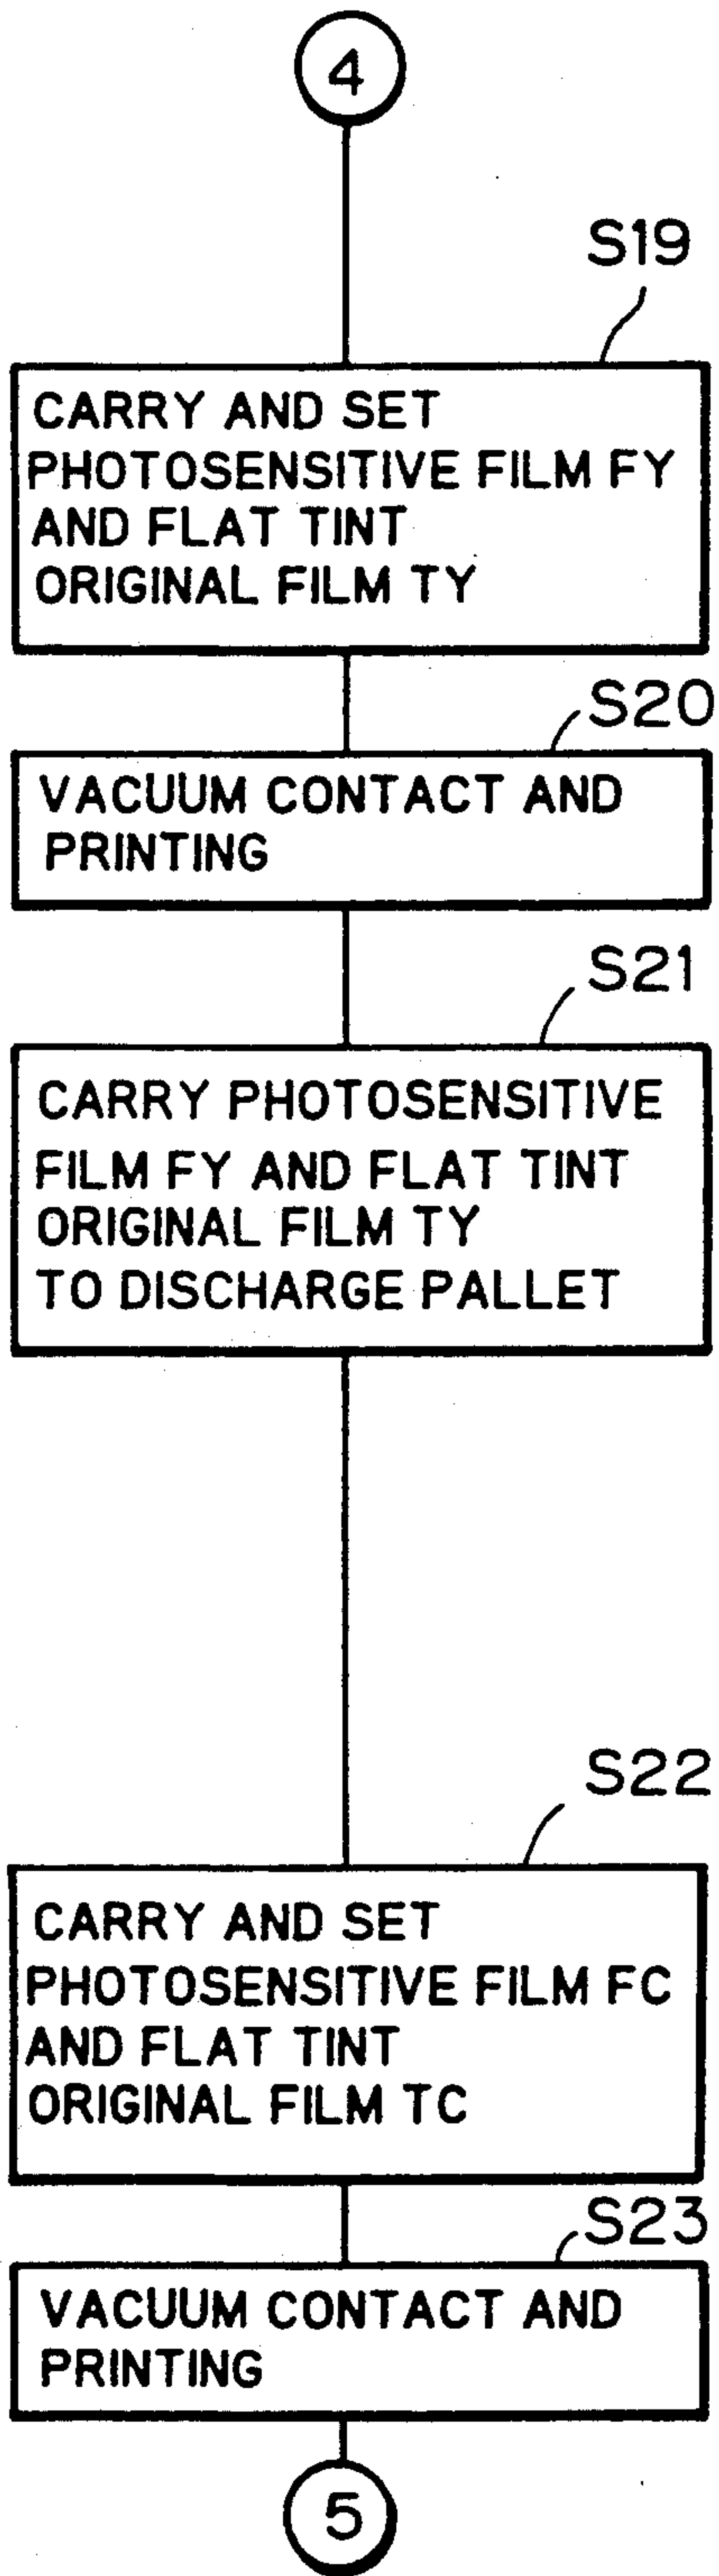 4
S19
CARRY AND SET
PHOTOSENSITIVE FILM FY
AND FLAT TINT
ORIGINAL FILM TY
S20
VACUUM CONTACT AND
PRINTING
S21
CARRY PHOTOSENSITIVE
FILM FY AND FLAT TINT
ORIGINAL FILM TY
TO DISCHARGE PALLET
S22
CARRY AND SET
PHOTOSENSITIVE FILM FC
AND FLAT TINT
ORIGINAL FILM TC
S23
VACUUM CONTACT AND
PRINTING
5